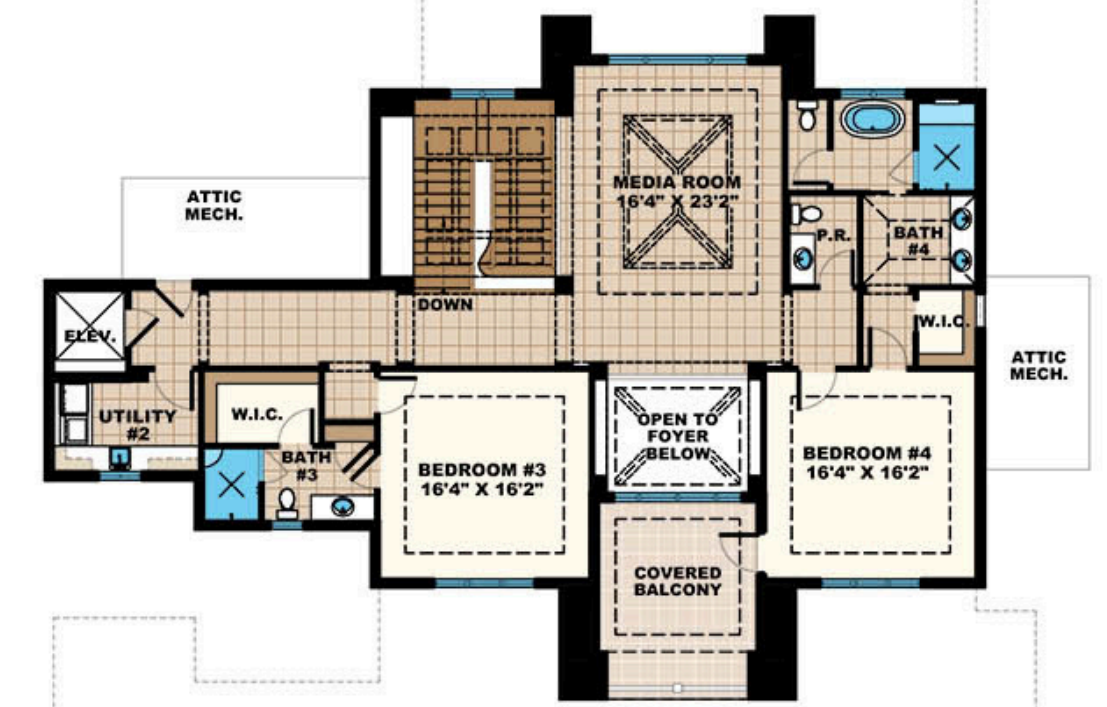 ATTIC
MECH.
MEDIA ROOM
16'4" X 23'2"
P.R.
BATH
#4
DOWN
ELEV.
W.I.C.
ATTIC
MECH.
UTILITY
#2
W.I.C.
BATH
#3
BEDROOM #3
16'4" X 16'2"
OPEN TO
FOYER
BELOW
BEDROOM #4
16'4" X 16'2"
COVERED
BALCONY